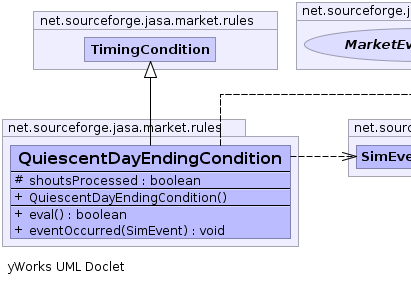 net.sourceforge.jasa.market.rules
TimingCondition
net.sourceforge.j
MarketEv
net.sourceforge.jasa.market.rules
QuiescentDayEndingCondition
# shoutsProcessed : boolean
+ QuiescentDayEndingCondition()
+ eval() : boolean
+ eventOccurred(SimEvent) : void
net.sou
SimEve
yWorks UML Doclet